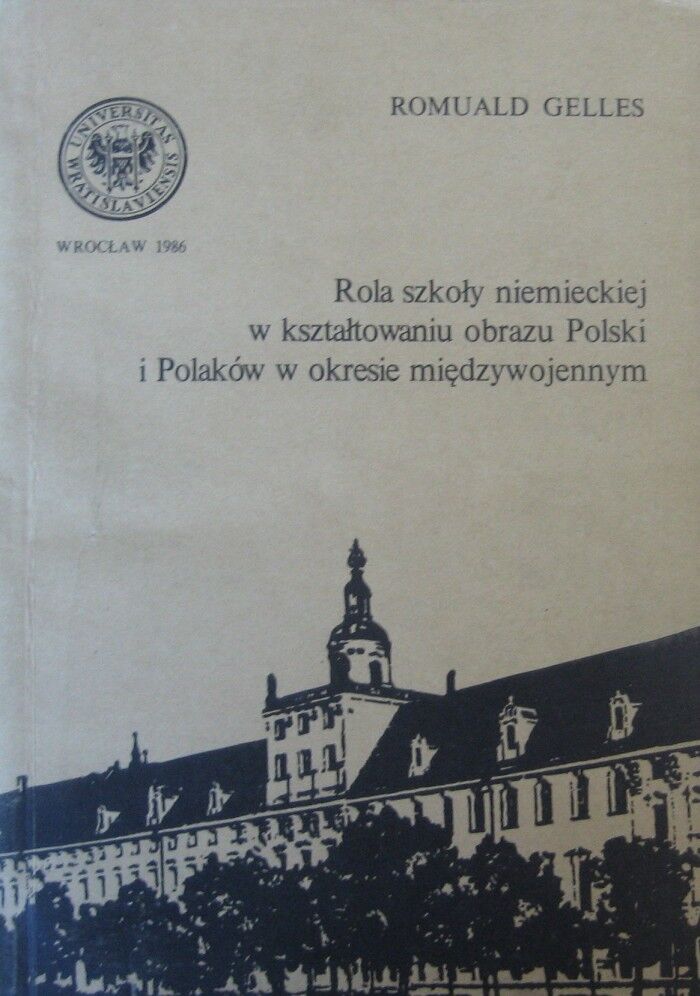 ROMUALD GELLES
UNIVERSITAS
WRATISLAVIENSIS
WROCŁAW 1986
Rola szkoły niemieckiej
w kształtowaniu obrazu Polski
i Polaków w okresie międzywojennym